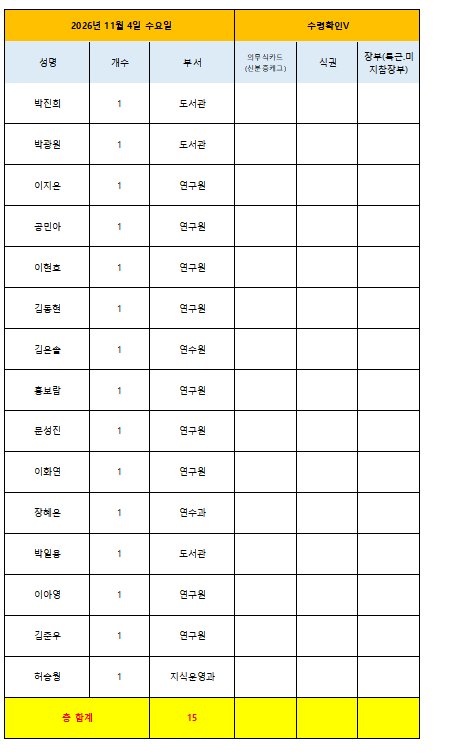 2026년 11월 4일 수요일 수령확인V
성명 개수 부서 의무식카드 식권 장부(특근.미
(신분증케그) 지참장부)
박진희 1 도서관
박광원 1 도서관
이지은 1 연구원
공민아 1 연구원
이현호 1 연구원
김동현 1 연구원
김은솔 1 연수원
홍보람 1 연구원
문성진 1 연구원
이화연 1 연구원
장혜은 1 연수과
박일용 1 도서관
이아영 1 연구원
김준우 1 연구원
허승원 1 지식운영과
총 합계 15